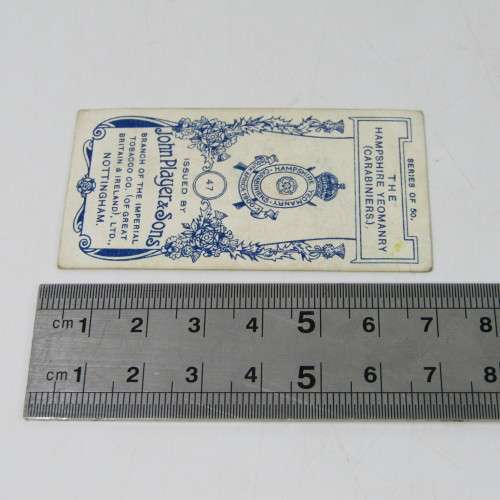 SERIES OF 50.
THE
HAMPSHIRE YEOMANRY
(CARABINIERS.)
HAMPSHIRE
YEOMANRY
47
ISSUED BY
John Player & Sons
BRANCH OF THE IMPERIAL
TOBACCO CO. (OF GREAT
BRITAIN & IRELAND), LTD.,
NOTTINGHAM.
cm 1 2 3 4 5 6 7 8
cm 1 2 3 4 5 6 7 8